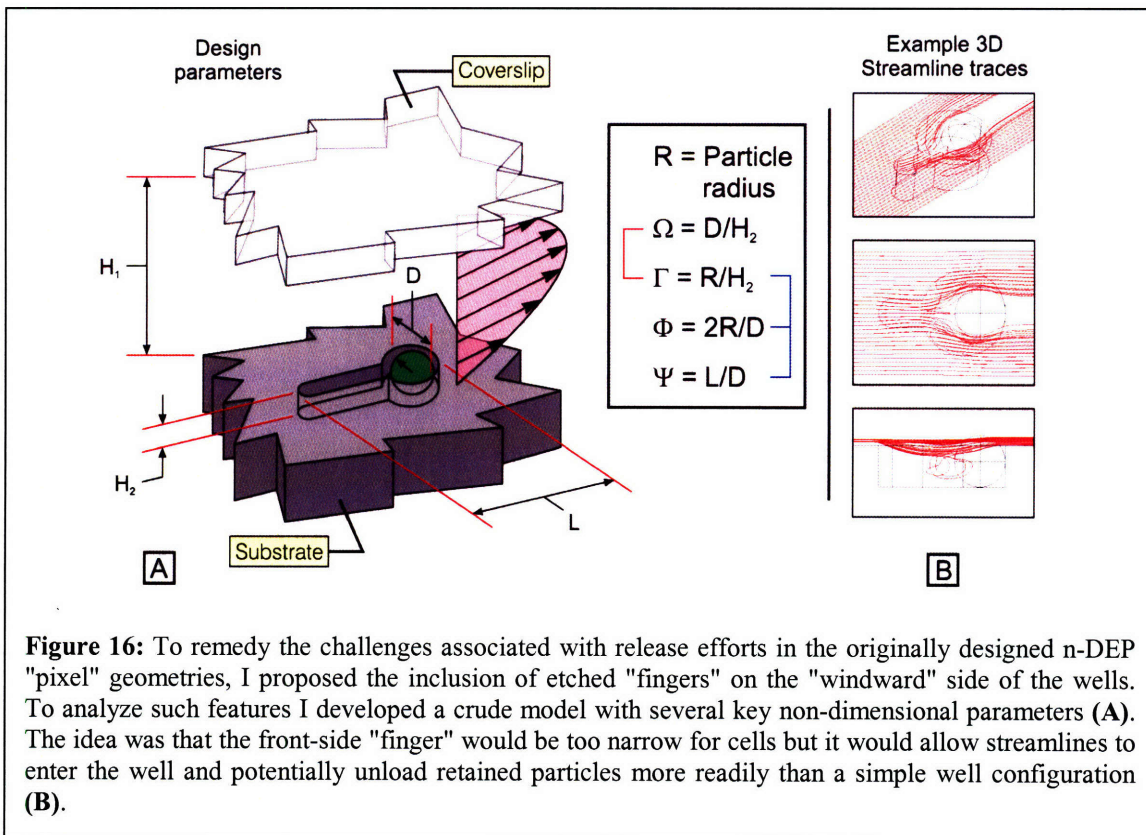 Design
parameters
Coverslip
H₁
D
H₂
L
Substrate
A
R = Particle
radius
Ω = D/H₂
Γ = R/H₂
Φ = 2R/D
Ψ = L/D
Example 3D
Streamline traces
B
Figure 16: To remedy the challenges associated with release efforts in the originally designed n-DEP
"pixel" geometries, I proposed the inclusion of etched "fingers" on the "windward" side of the wells.
To analyze such features I developed a crude model with several key non-dimensional parameters (A).
The idea was that the front-side "finger" would be too narrow for cells but it would allow streamlines to
enter the well and potentially unload retained particles more readily than a simple well configuration
(B).